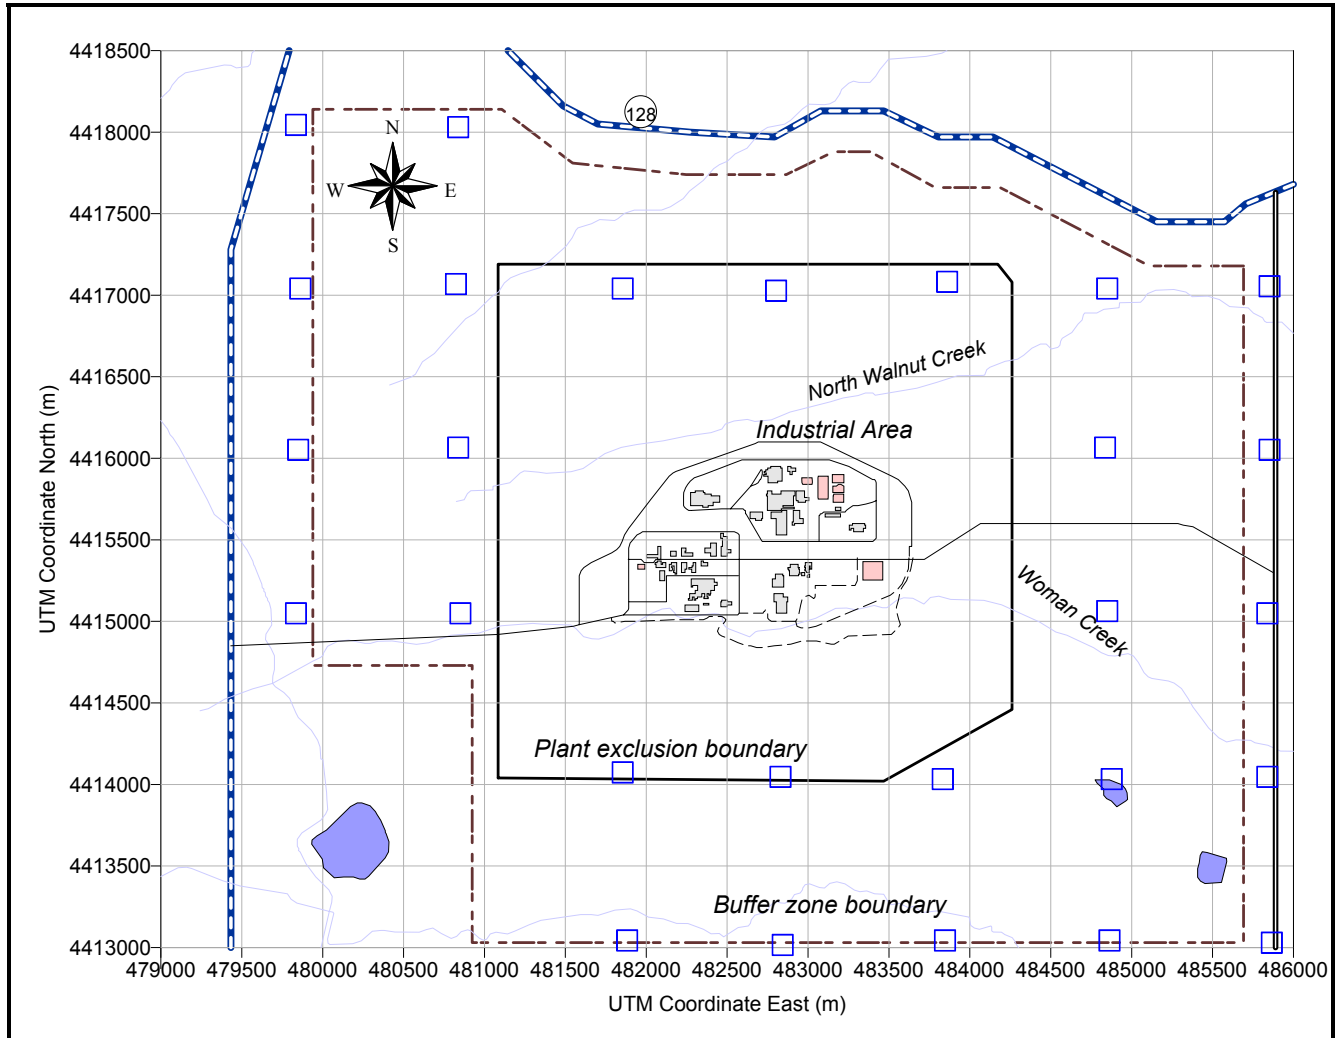 4418500
4418000
4417500
4417000
4416500
4416000
4415500
4415000
4414500
4414000
4413500
4413000
UTM Coordinate North (m)
128
N
W
E
S
North Walnut Creek
Industrial Area
Woman Creek
Plant exclusion boundary
Buffer zone boundary
479000 479500 480000 480500 481000 481500 482000 482500 483000 483500 484000 484500 485000 485500 486000
UTM Coordinate East (m)